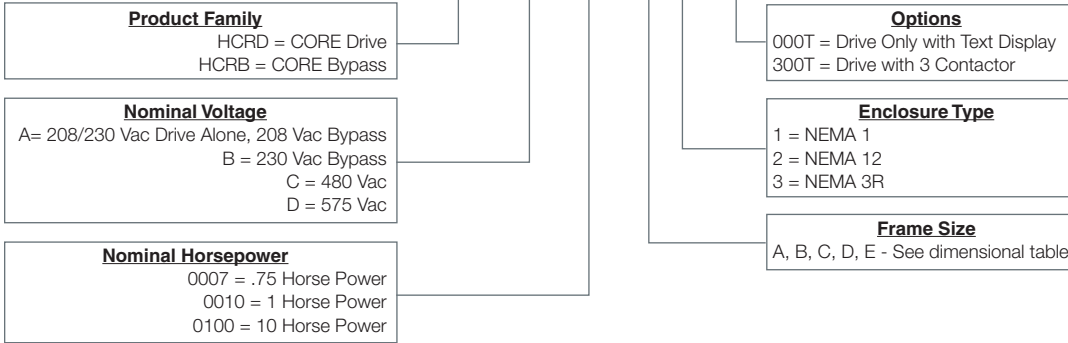 Product Family
HCRD = CORE Drive
HCRB = CORE Bypass
Nominal Voltage
A= 208/230 Vac Drive Alone, 208 Vac Bypass
B = 230 Vac Bypass
C = 480 Vac
D = 575 Vac
Nominal Horsepower
0007 = .75 Horse Power
0010 = 1 Horse Power
0100 = 10 Horse Power
Options
000T = Drive Only with Text Display
300T = Drive with 3 Contactor
Enclosure Type
1 = NEMA 1
2 = NEMA 12
3 = NEMA 3R
Frame Size
A, B, C, D, E - See dimensional table